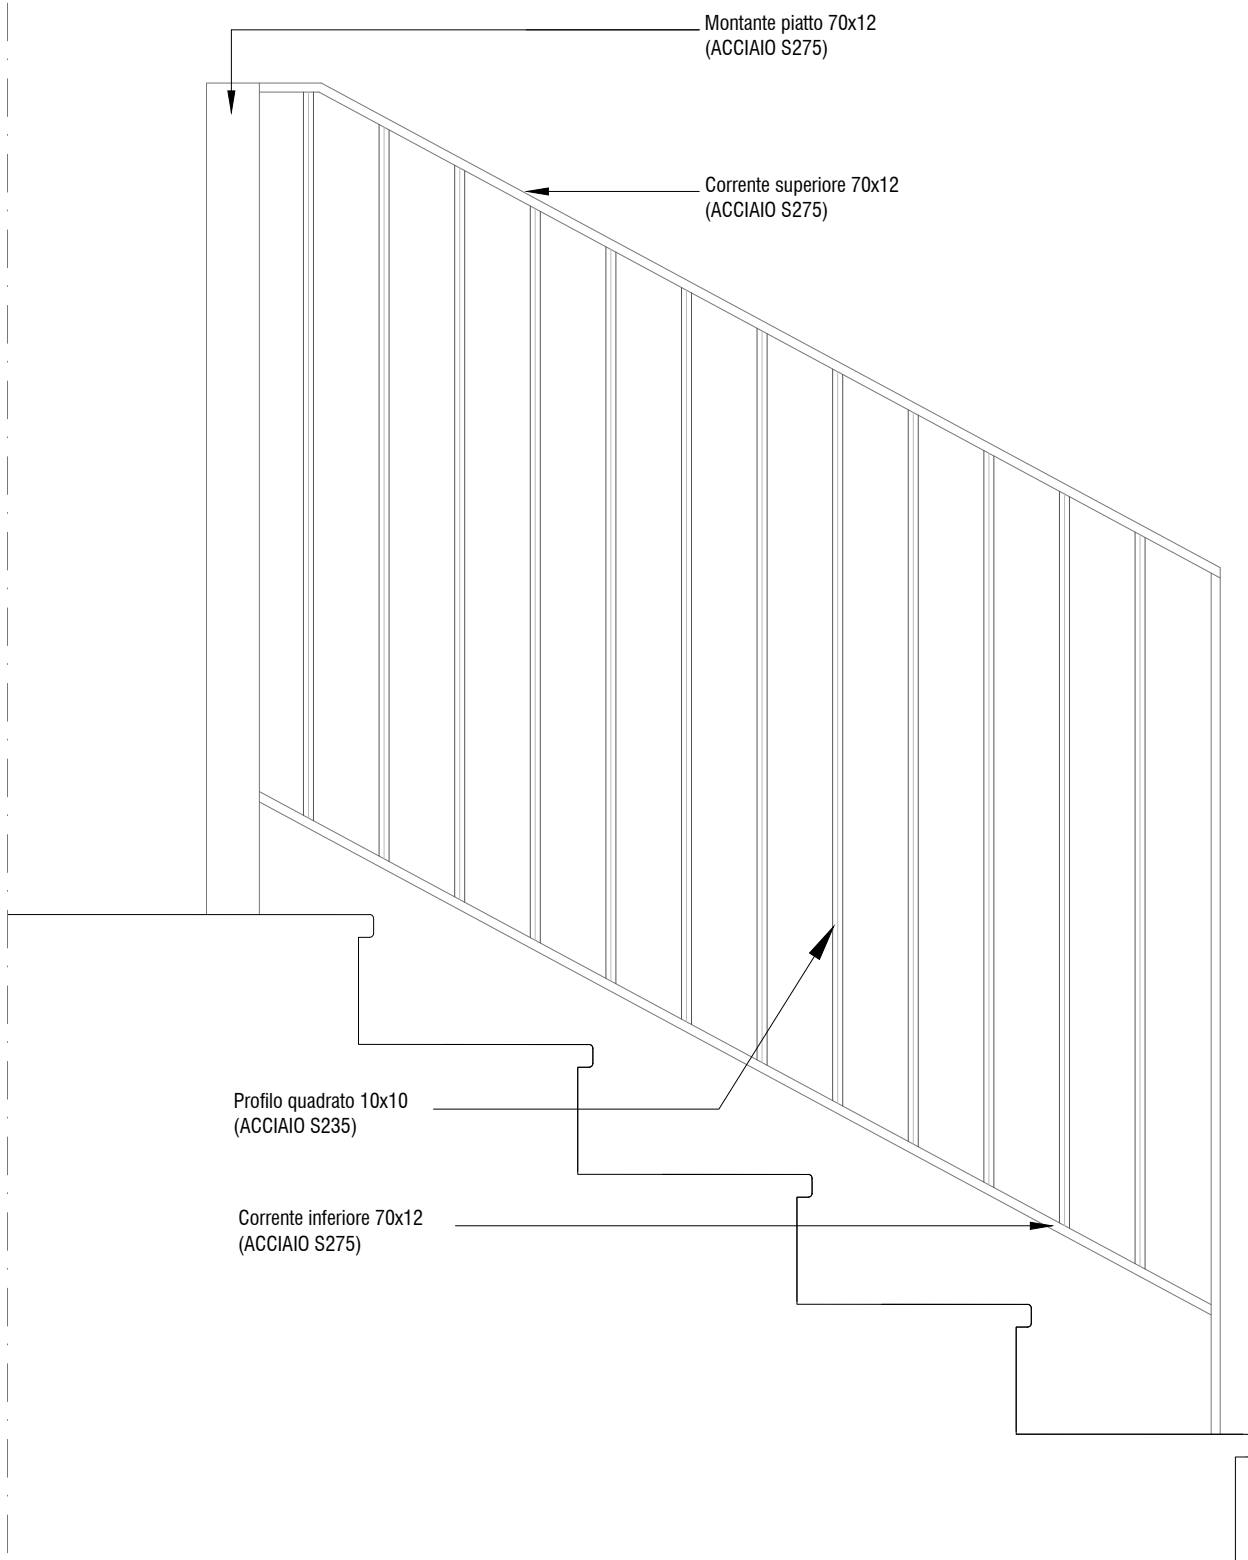 Montante piatto 70x12
(ACCIAIO S275)
Corrente superiore 70x12
(ACCIAIO S275)
Profilo quadrato 10x10
(ACCIAIO S235)
Corrente inferiore 70x12
(ACCIAIO S275)